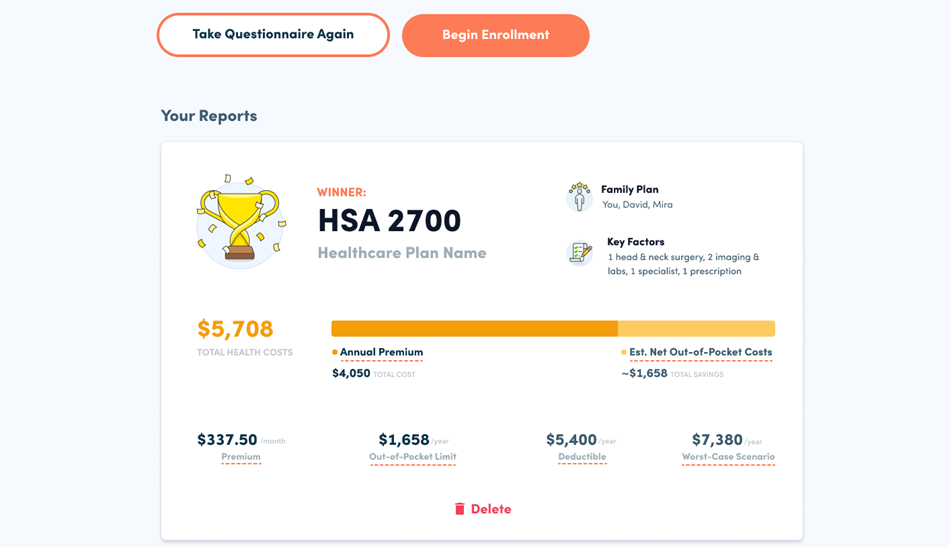 Take Questionnaire Again
Begin Enrollment
Your Reports
WINNER:
HSA 2700
Healthcare Plan Name
Family Plan
You, David, Mira
Key Factors
1 head & neck surgery, 2 imaging &
labs, 1 specialist, 1 prescription
$5,708
TOTAL HEALTH COSTS
Annual Premium
$4,050 TOTAL COST
Est. Net Out-of-Pocket Costs
~$1,658 TOTAL SAVINGS
$337.50 /month
Premium
$1,658 /year
Out-of-Pocket Limit
$5,400 /year
Deductible
$7,380 /year
Worst-Case Scenario
Delete